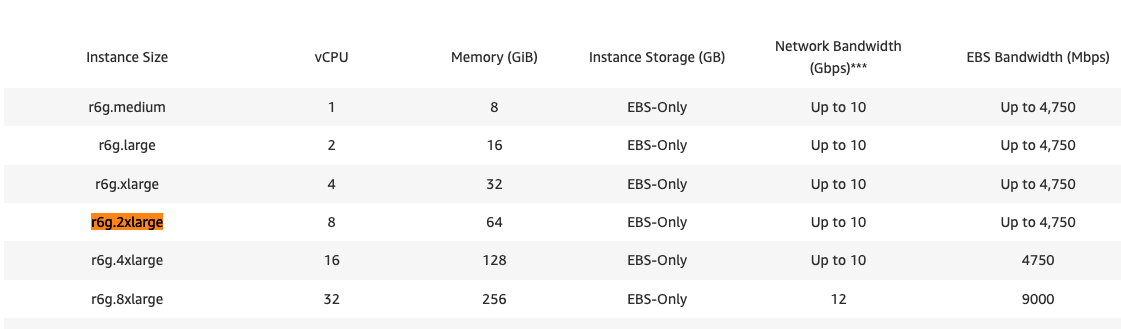 Instance Size vCPU Memory (GiB) Instance Storage (GB) Network Bandwidth (Gbps)*** EBS Bandwidth (Mbps)
r6g.medium 1 8 EBS-Only Up to 10 Up to 4,750
r6g.large 2 16 EBS-Only Up to 10 Up to 4,750
r6g.xlarge 4 32 EBS-Only Up to 10 Up to 4,750
r6g.2xlarge 8 64 EBS-Only Up to 10 Up to 4,750
r6g.4xlarge 16 128 EBS-Only Up to 10 4750
r6g.8xlarge 32 256 EBS-Only 12 9000